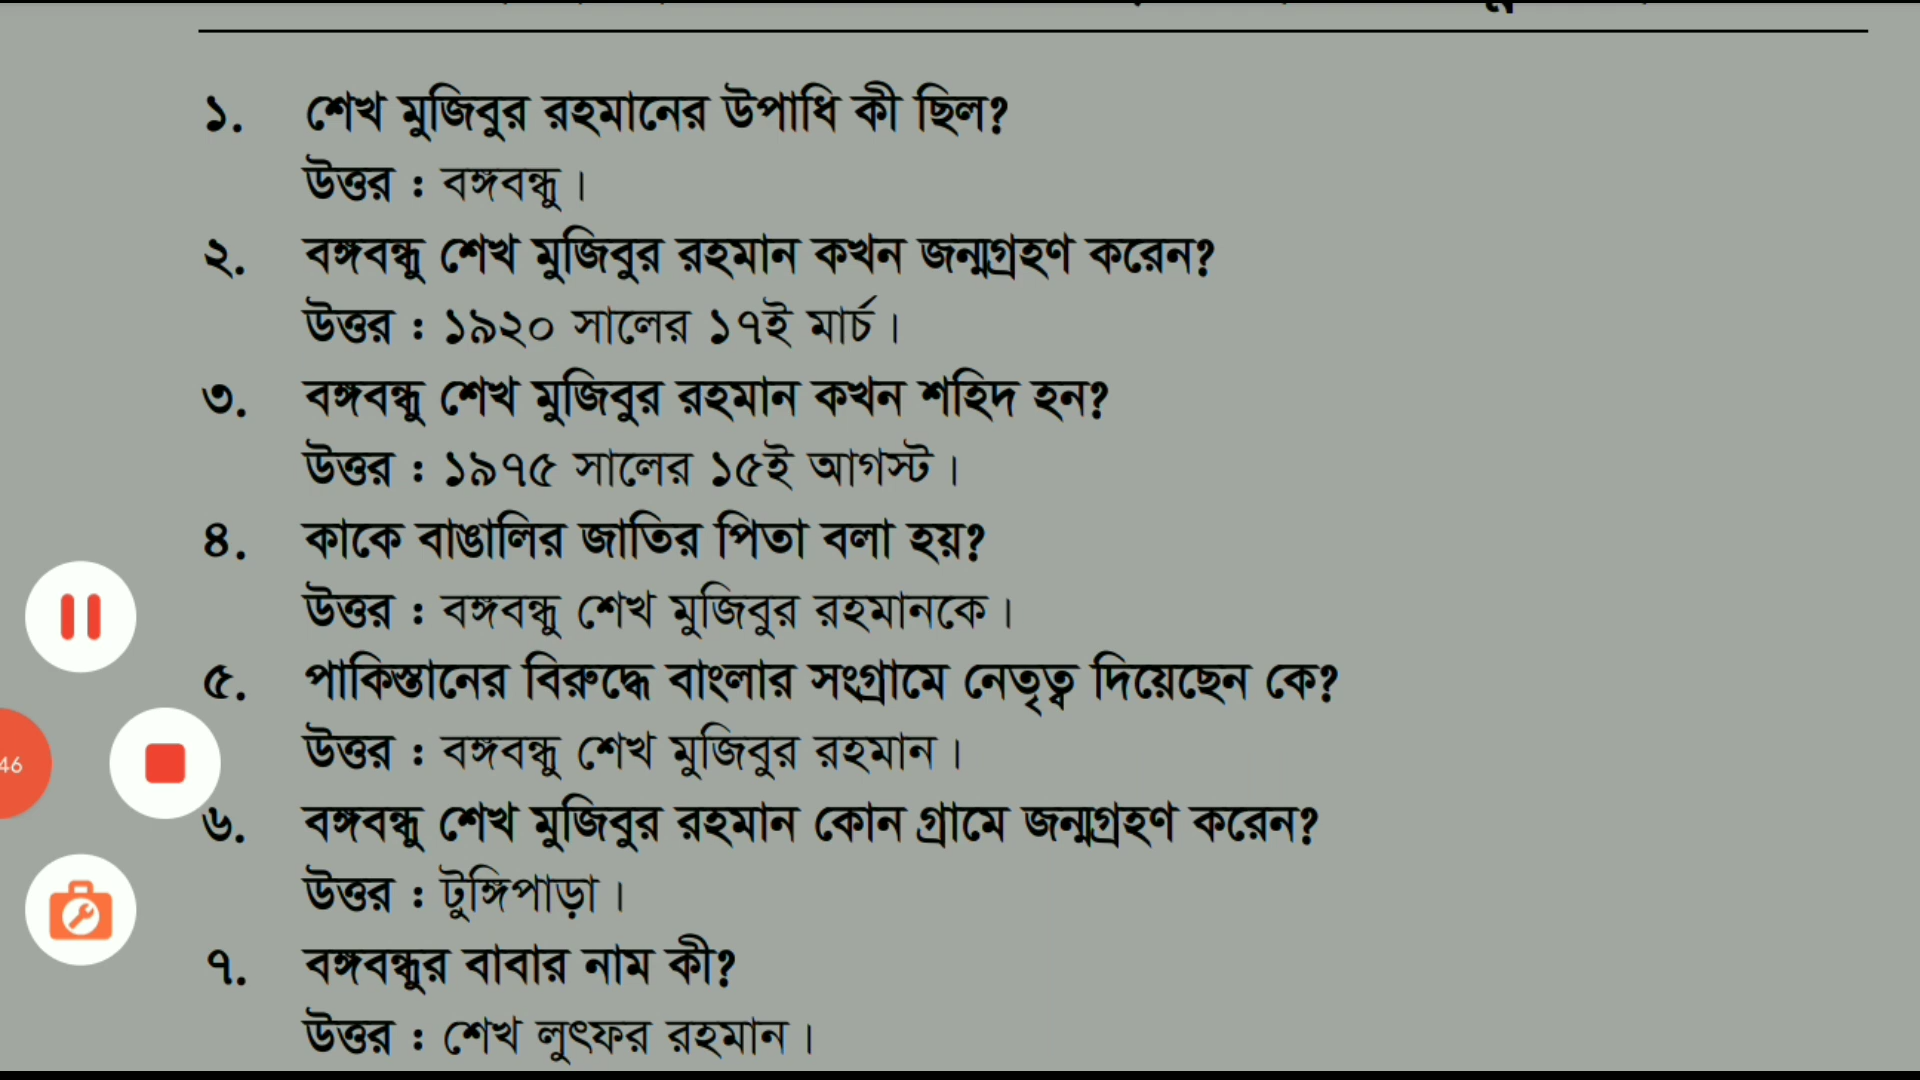 ১. শেখ মুজিবুর রহমানের উপাধি কী ছিল?
উত্তর : বঙ্গবন্ধু।
২. বঙ্গবন্ধু শেখ মুজিবুর রহমান কখন জন্মগ্রহণ করেন?
উত্তর : ১৯২০ সালের ১৭ই মার্চ।
৩. বঙ্গবন্ধু শেখ মুজিবুর রহমান কখন শহিদ হন?
উত্তর : ১৯৭৫ সালের ১৫ই আগস্ট।
৪. কাকে বাঙালির জাতির পিতা বলা হয়?
উত্তর : বঙ্গবন্ধু শেখ মুজিবুর রহমানকে।
৫. পাকিস্তানের বিরুদ্ধে বাংলার সংগ্রামে নেতৃত্ব দিয়েছেন কে?
উত্তর : বঙ্গবন্ধু শেখ মুজিবুর রহমান।
46
৬. বঙ্গবন্ধু শেখ মুজিবুর রহমান কোন গ্রামে জন্মগ্রহণ করেন?
উত্তর : টুঙ্গিপাড়া।
৭. বঙ্গবন্ধুর বাবার নাম কী?
উত্তর : শেখ লুৎফর রহমান।